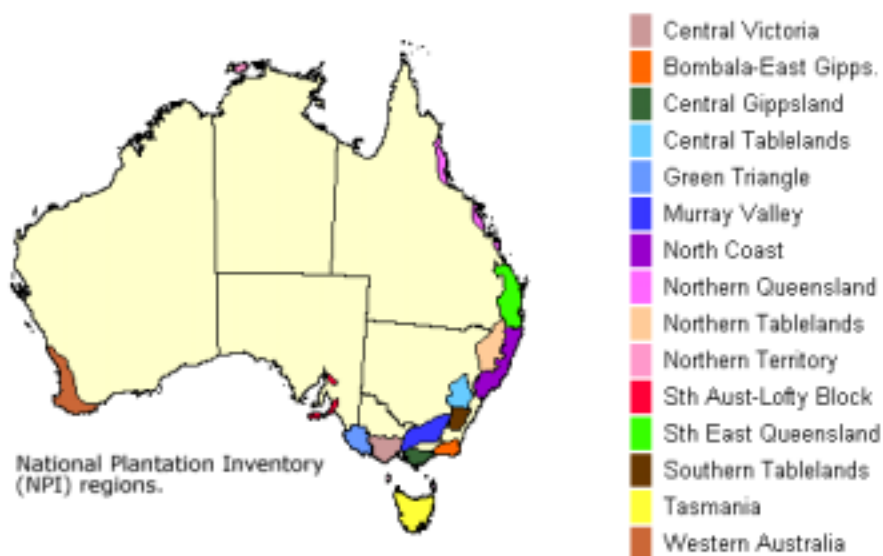 Central Victoria
Bombala-East Gipps.
Central Gippsland
Central Tablelands
Green Triangle
Murray Valley
North Coast
Northern Queensland
Northern Tablelands
Northern Territory
Sth Aust-Lofty Block
Sth East Queensland
Southern Tablelands
Tasmania
Western Australia
National Plantation Inventory
(NPI) regions.